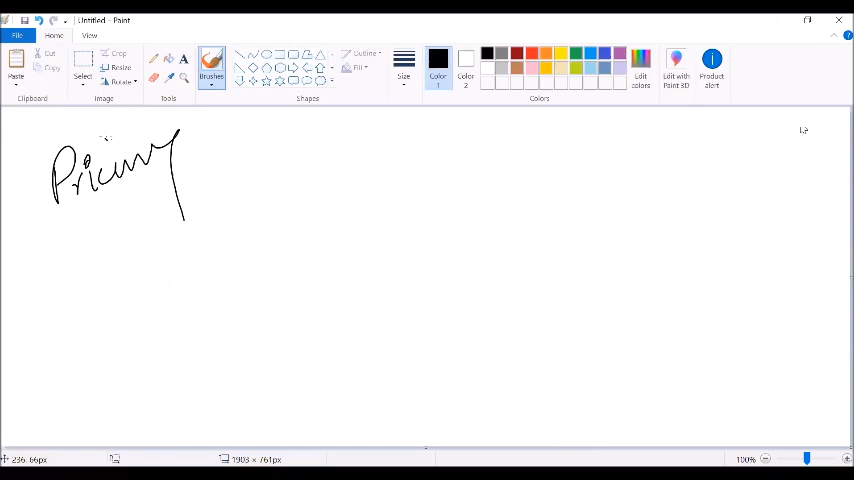 Untitled - Paint
File
Home
View
Paste
Cut
Copy
Clipboard
Select
Crop
Resize
Rotate
Image
Tools
Brushes
Shapes
Outline
Fill
Size
Color 1
Color 2
Colors
Edit colors
Edit with Paint 3D
Product alert
Pricing
236, 66px
1903 × 761px
100%